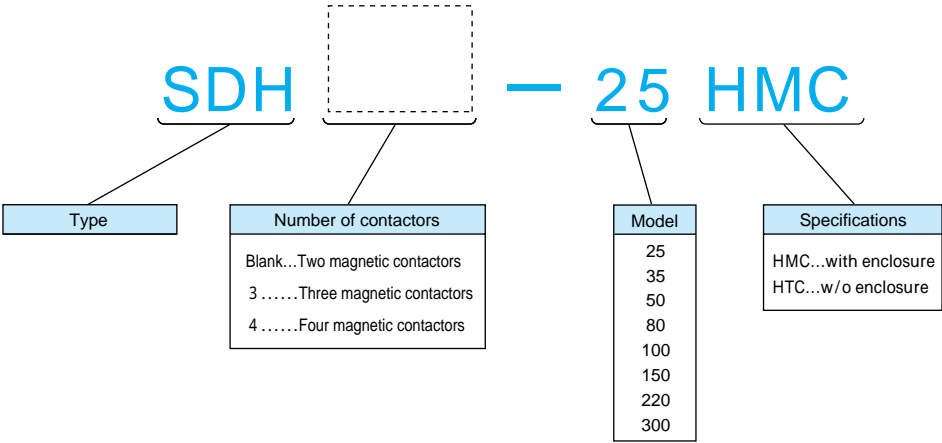 SDH — 25 HMC
Type
Number of contactors
Blank...Two magnetic contactors
3 ......Three magnetic contactors
4 ......Four magnetic contactors
Model
25
35
50
80
100
150
220
300
Specifications
HMC...with enclosure
HTC...w/o enclosure